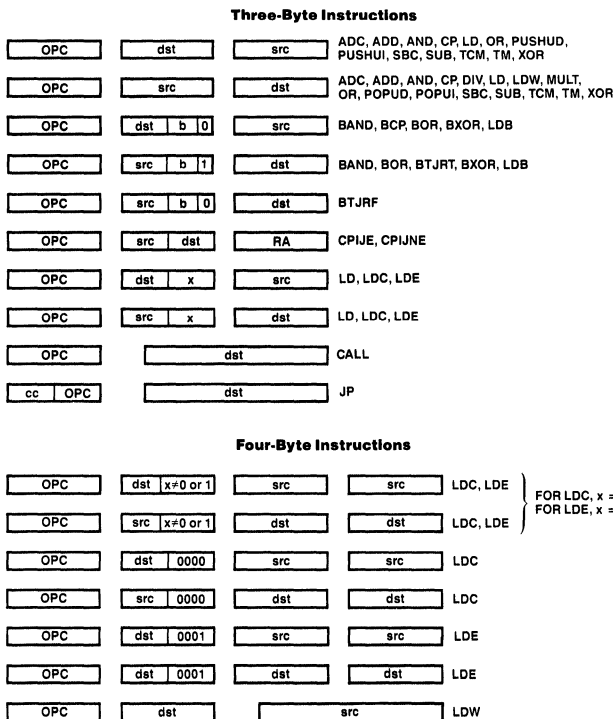 Three-Byte Instructions
OPC dst src ADC, ADD, AND, CP, LD, OR, PUSHUD,
PUSHUI, SBC, SUB, TCM, TM, XOR
OPC src dst ADC, ADD, AND, CP, DIV, LD, LDW, MULT,
OR, POPUD, POPUI, SBC, SUB, TCM, TM, XOR
OPC dst b 0 src BAND, BCP, BOR, BXOR, LDB
OPC src b 1 dst BAND, BOR, BTJRT, BXOR, LDB
OPC src b 0 dst BTJRF
OPC src dst RA CPIJE, CPIJNE
OPC dst x src LD, LDC, LDE
OPC src x dst LD, LDC, LDE
OPC dst CALL
cc OPC dst JP
Four-Byte Instructions
OPC dst x≠0 or 1 src src LDC, LDE
FOR LDC, x =
FOR LDE, x =
OPC src x≠0 or 1 dst dst LDC, LDE
OPC dst 0000 src src LDC
OPC src 0000 dst dst LDC
OPC dst 0001 src src LDE
OPC dst 0001 dst dst LDE
OPC dst src LDW